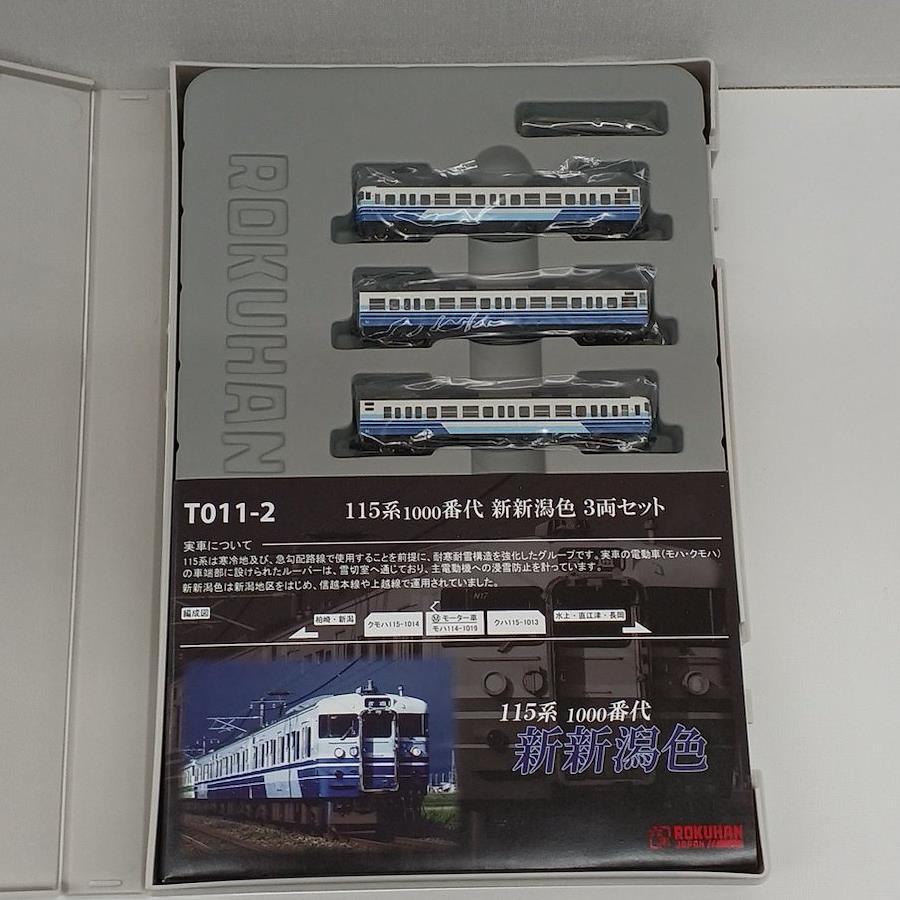 ROKUHAN
T011-2
115系1000番代 新新潟色 3両セット
実車について
115系は寒冷地及び、急勾配路線で使用することを前提に、耐寒耐雪構造を強化したグループです。実車の電動車(モハ・クモハ)
の車端部に設けられたルーバーは、雪切室へ通じており、主電動機への浸雪防止を計っています。
新新潟色は新潟地区をはじめ、信越本線や上越線で運用されていました。
編成図
柏崎・新潟
クモハ115-1014
Ⓜモーター車
モハ114-1019
クハ115-1013
水上・直江津・長岡
N17
115系 1000番代
新新潟色
ROKUHAN
JAPAN